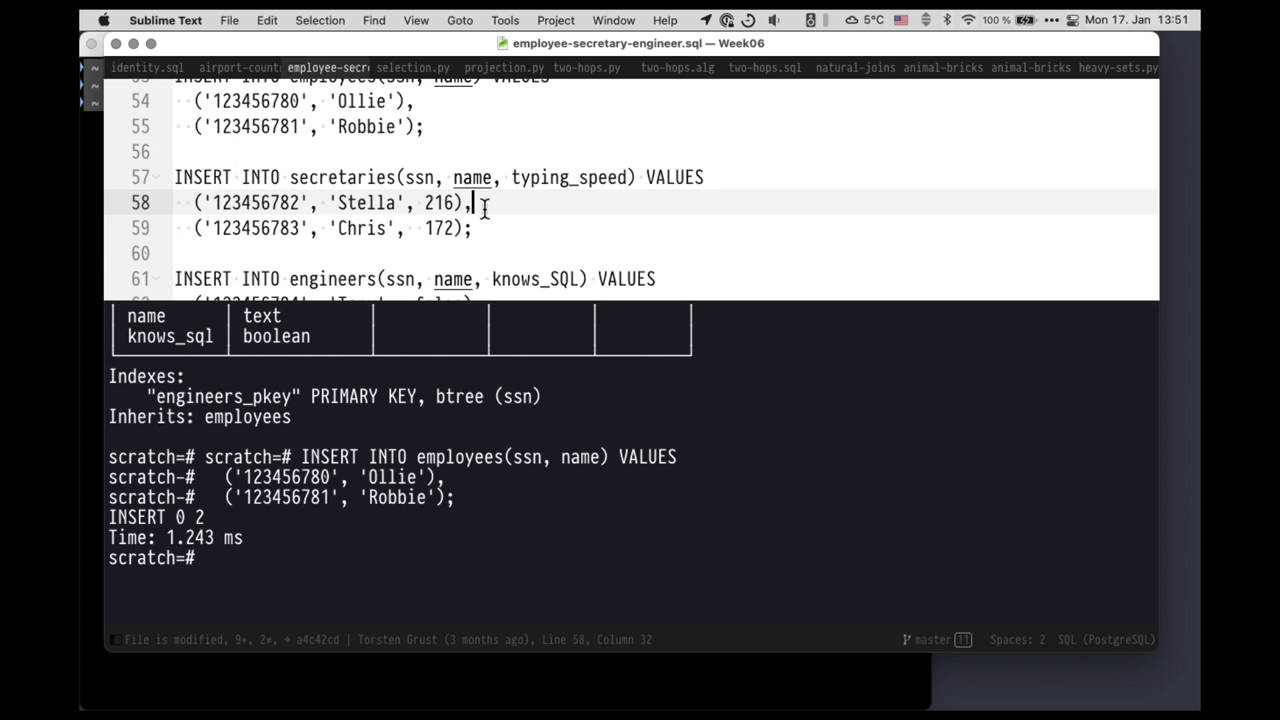 Sublime Text File Edit Selection Find View Goto Tools Project Window Help 5°C 100 % Mon 17. Jan 13:51
employee-secretary-engineer.sql — Week06
identity.sql airport-count employee-secr selection.py projection.py two-hops.py two-hops.alg two-hops.sql natural-joins animal-bricks animal-bricks heavy-sets.py
54 ('123456780', 'Ollie'),
55 ('123456781', 'Robbie');
56
57 INSERT INTO secretaries(ssn, name, typing_speed) VALUES
58 ('123456782', 'Stella', 216),
59 ('123456783', 'Chris', 172);
60
61 INSERT INTO engineers(ssn, name, knows_SQL) VALUES
name text
knows_sql boolean
Indexes:
"engineers_pkey" PRIMARY KEY, btree (ssn)
Inherits: employees
scratch=# scratch=# INSERT INTO employees(ssn, name) VALUES
scratch-# ('123456780', 'Ollie'),
scratch-# ('123456781', 'Robbie');
INSERT 0 2
Time: 1.243 ms
scratch=#
File is modified, 9+, 2≠, + a4c42cd | Torsten Grust (3 months ago), Line 58, Column 32 master 11 Spaces: 2 SQL (PostgreSQL)